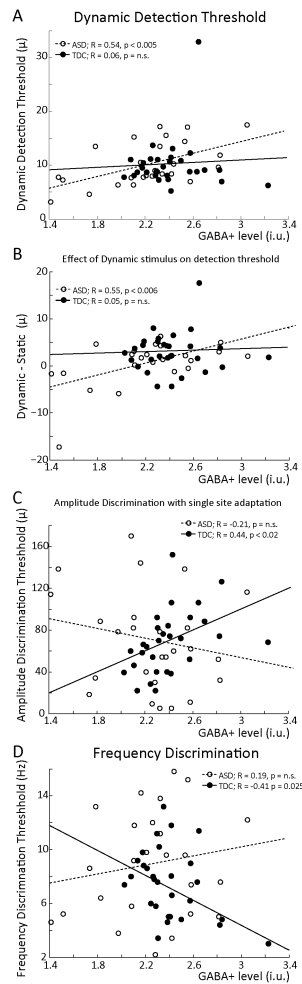 A
Dynamic Detection Threshold
ASD; R = 0.54, p < 0.005
TDC; R = 0.06, p = n.s.
Dynamic Detection Threshold (μ)
30
20
10
0
1.4 1.8 2.2 2.6 3.0 3.4
GABA+ level (i.u.)
B
Effect of Dynamic stimulus on detection threshold
ASD; R = 0.55, p < 0.006
TDC; R = 0.05, p = n.s.
Dynamic - Static (μ)
20
10
0
−10
−20
1.4 1.8 2.2 2.6 3.0 3.4
GABA+ level (i.u.)
C
Amplitude Discrimination with single site adaptation
ASD; R = -0.21, p = n.s.
TDC; R = 0.44, p < 0.02
Amplitude Discrimination Threshold (μ)
160
120
80
40
0
1.4 1.8 2.2 2.6 3.0 3.4
GABA+ level (i.u.)
D
Frequency Discrimination
ASD; R = 0.19, p = n.s.
TDC; R = -0.41 p = 0.025
Frequency Discrimination Threshhold (Hz)
14
10
6
2
1.4 1.8 2.2 2.6 3.0 3.4
GABA+ level (i.u.)